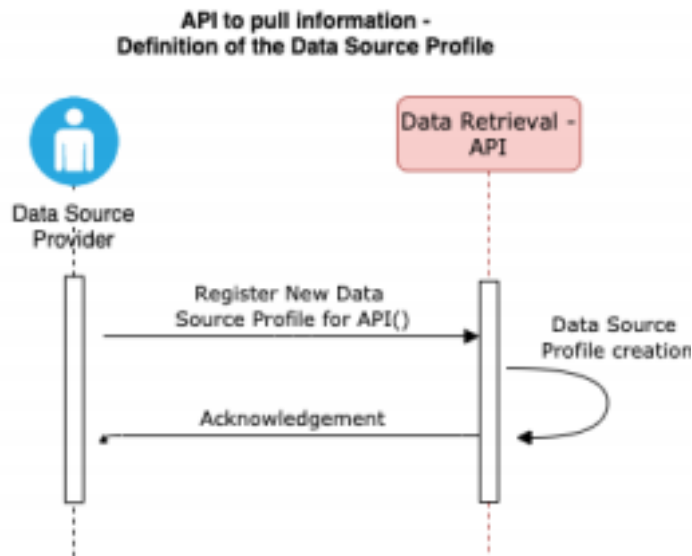 API to pull information -
Definition of the Data Source Profile
Data Retrieval -
API
Data Source
Provider
Register New Data
Source Profile for API()
Data Source
Profile creation
Acknowledgement